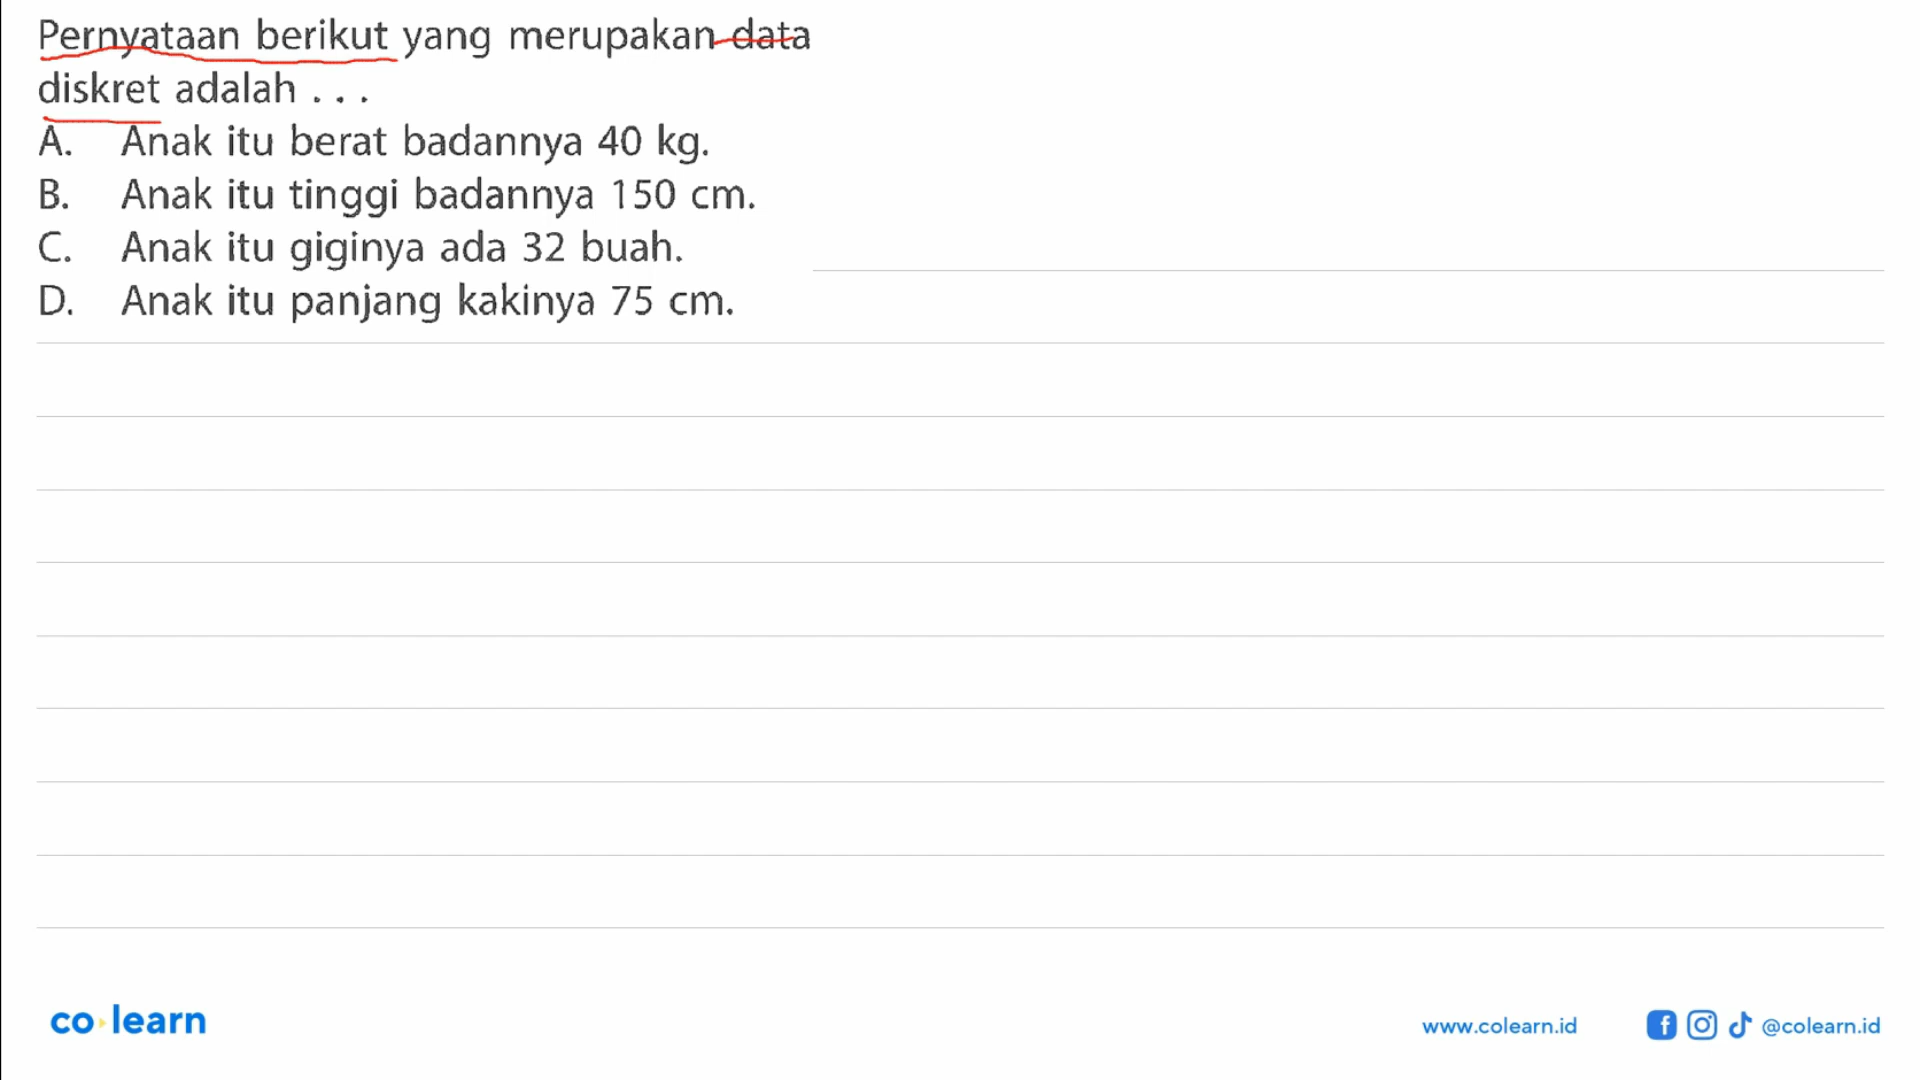 Pernyataan berikut yang merupakan data
diskret adalah . . .
A. Anak itu berat badannya 40 kg.
B. Anak itu tinggi badannya 150 cm.
C. Anak itu giginya ada 32 buah.
D. Anak itu panjang kakinya 75 cm.
co learn
www.colearn.id @colearn.id